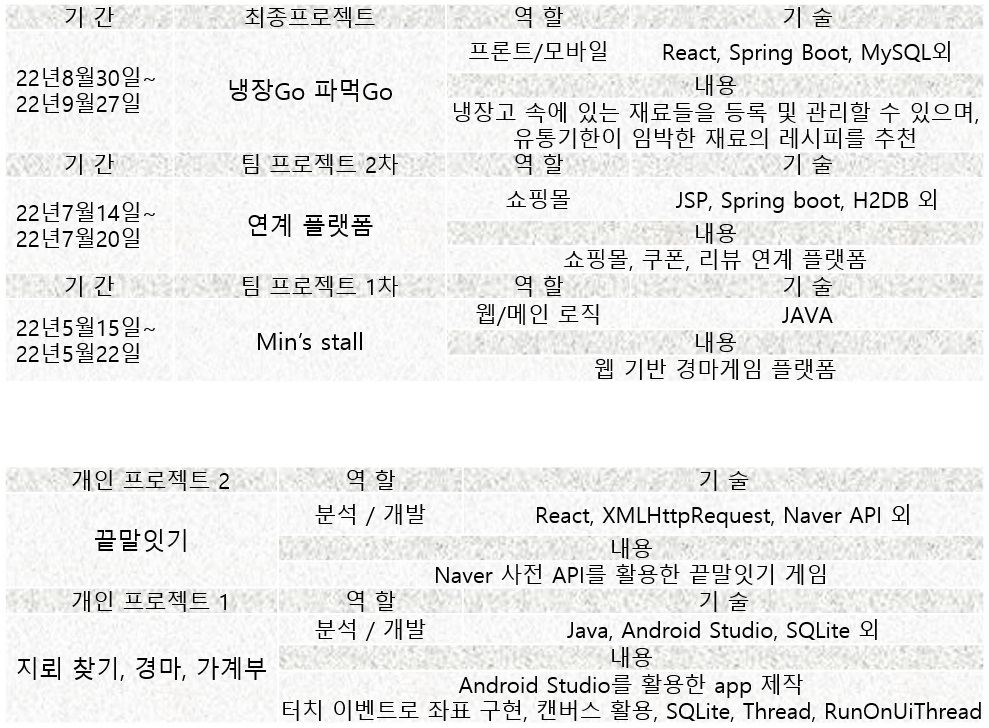 기 간 최종프로젝트 역 할 기 술
프론트/모바일 React, Spring Boot, MySQL외
22년8월30일~
22년9월27일
냉장Go 파먹Go
내용
냉장고 속에 있는 재료들을 등록 및 관리할 수 있으며,
유통기한이 임박한 재료의 레시피를 추천
기 간 팀 프로젝트 2차 역 할 기 술
쇼핑몰 JSP, Spring boot, H2DB 외
22년7월14일~
22년7월20일
연계 플랫폼
내용
쇼핑몰, 쿠폰, 리뷰 연계 플랫폼
기 간 팀 프로젝트 1차 역 할 기 술
웹/메인 로직 JAVA
22년5월15일~
22년5월22일
Min's stall
내용
웹 기반 경마게임 플랫폼
개인 프로젝트 2 역 할 기 술
분석 / 개발 React, XMLHttpRequest, Naver API 외
끝말잇기
내용
Naver 사전 API를 활용한 끝말잇기 게임
개인 프로젝트 1 역 할 기 술
분석 / 개발 Java, Android Studio, SQLite 외
지뢰 찾기, 경마, 가계부
내용
Android Studio를 활용한 app 제작
터치 이벤트로 좌표 구현, 캔버스 활용, SQLite, Thread, RunOnUiThread